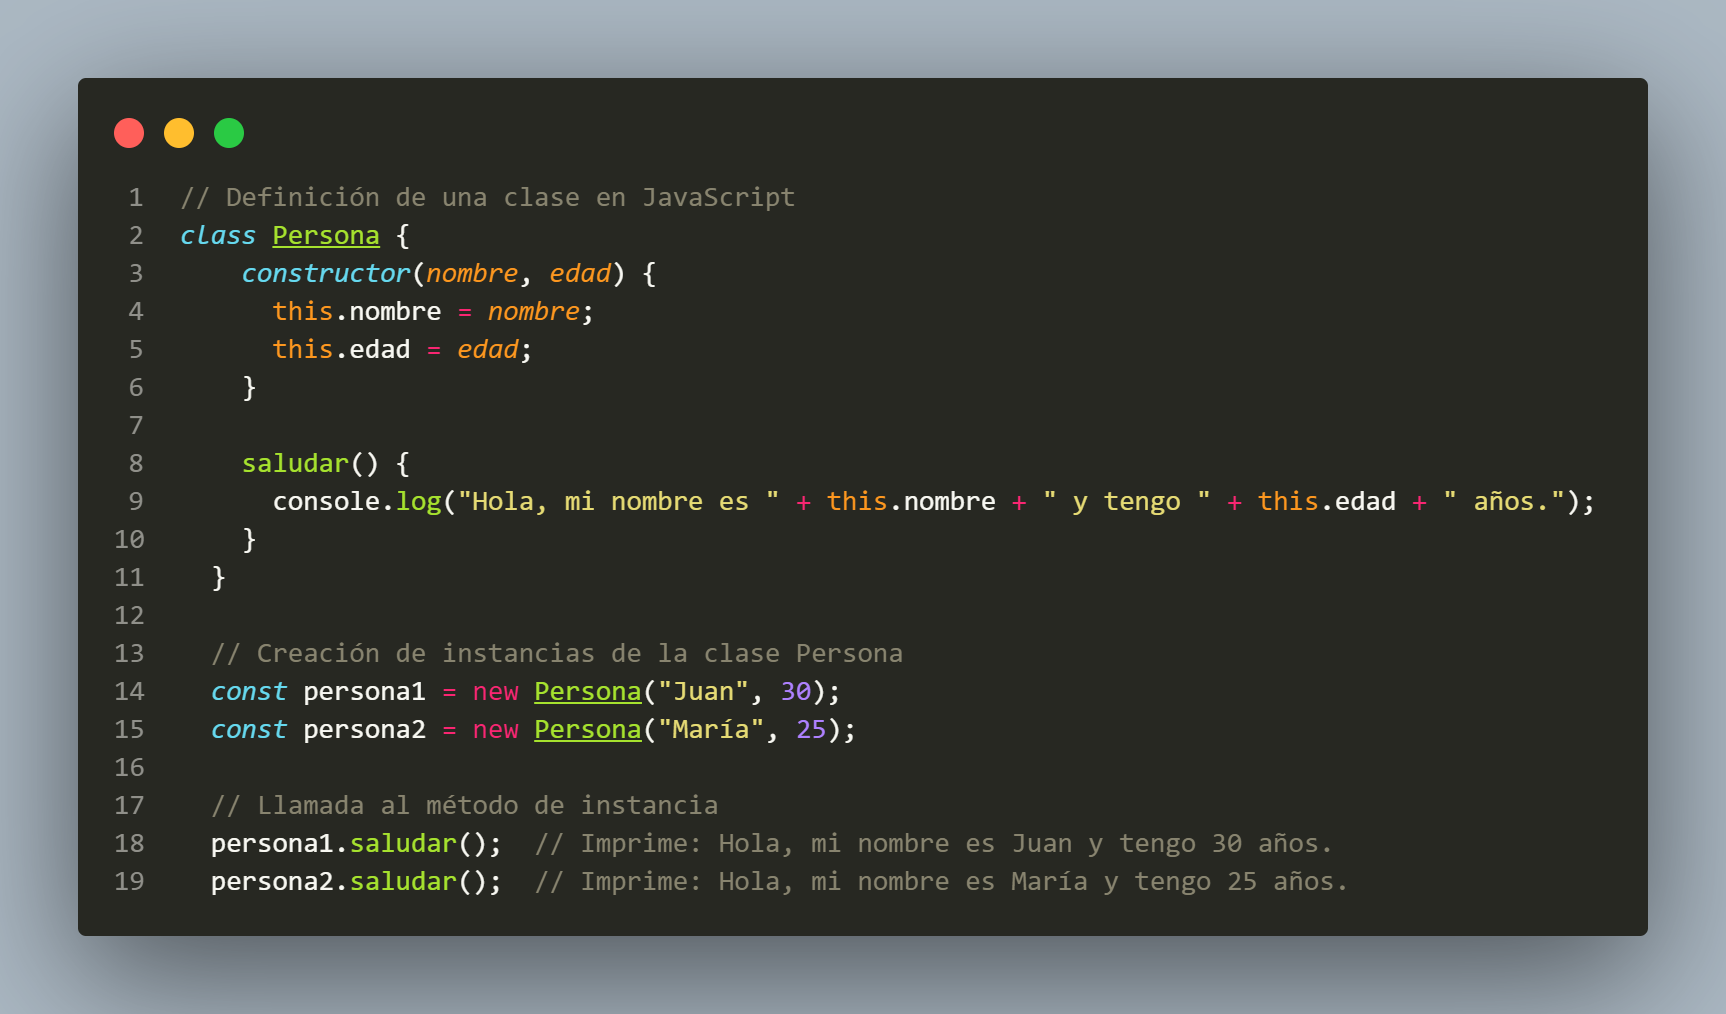 1 // Definición de una clase en JavaScript
2 class Persona {
3     constructor(nombre, edad) {
4       this.nombre = nombre;
5       this.edad = edad;
6     }
7
8     saludar() {
9       console.log("Hola, mi nombre es " + this.nombre + " y tengo " + this.edad + " años.");
10     }
11   }
12
13   // Creación de instancias de la clase Persona
14   const persona1 = new Persona("Juan", 30);
15   const persona2 = new Persona("María", 25);
16
17   // Llamada al método de instancia
18   persona1.saludar();  // Imprime: Hola, mi nombre es Juan y tengo 30 años.
19   persona2.saludar();  // Imprime: Hola, mi nombre es María y tengo 25 años.